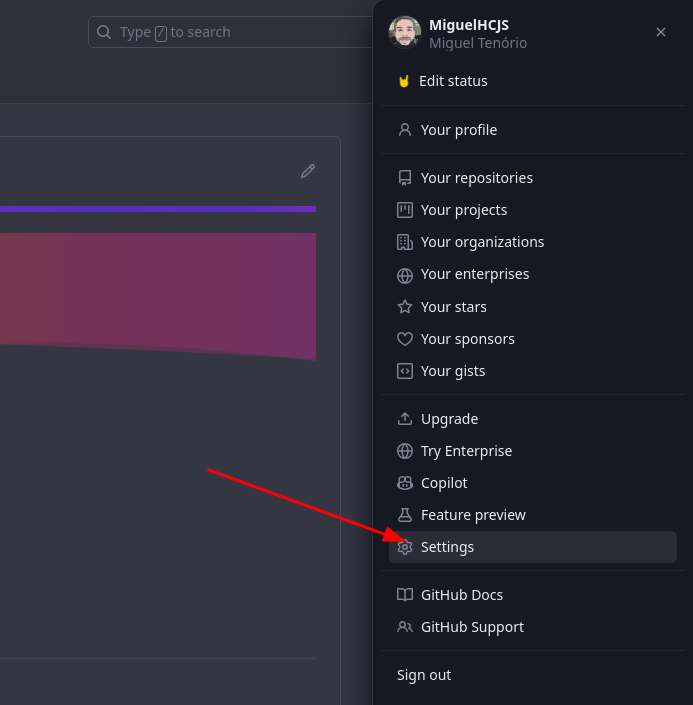 Type / to search
MiguelHCJS
Miguel Tenório
Edit status
Your profile
Your repositories
Your projects
Your organizations
Your enterprises
Your stars
Your sponsors
Your gists
Upgrade
Try Enterprise
Copilot
Feature preview
Settings
GitHub Docs
GitHub Support
Sign out